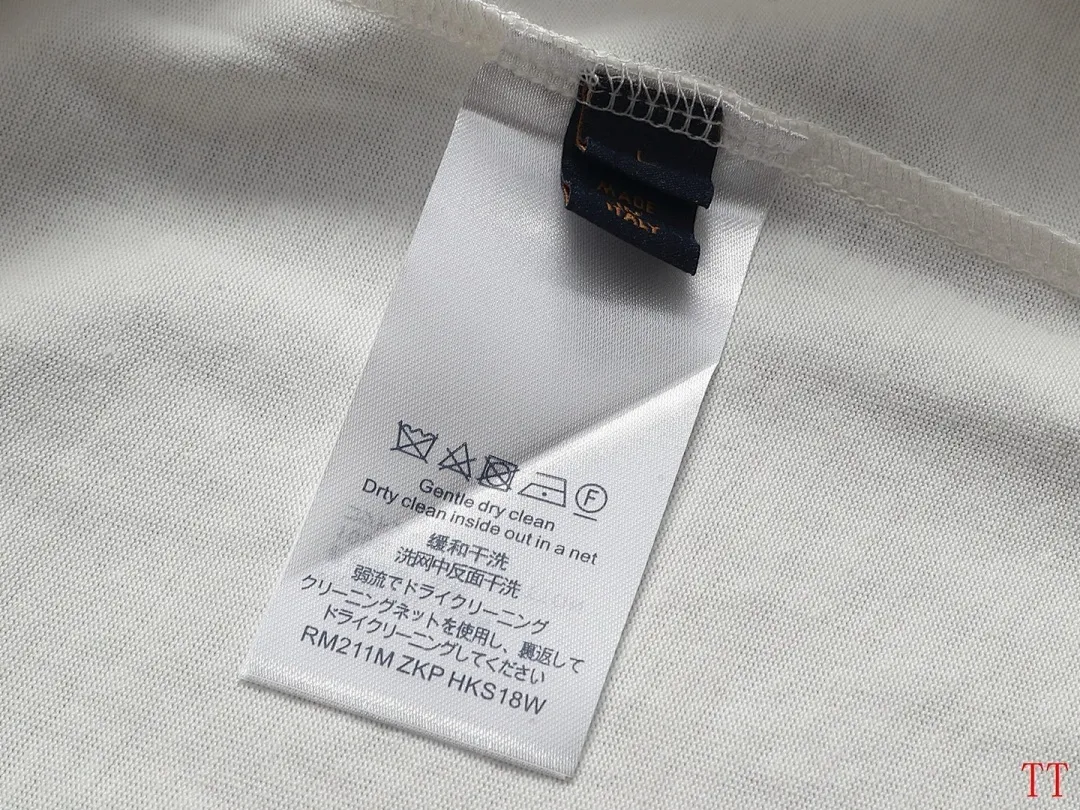 L
MADE
IN
ITALY
F
Gentle dry clean
Drty clean inside out in a net
缓和干洗
洗网中反面干洗
弱流でドライクリーニング
クリーニングネットを使用し、裏返して
ドライクリーニングしてください
RM211M ZKP HKS18W
TT